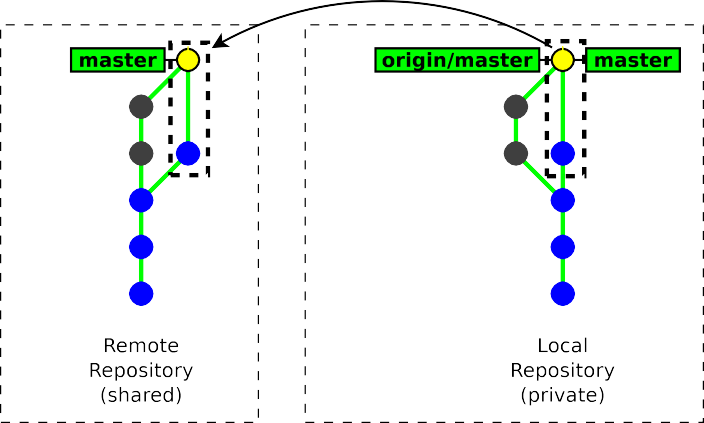 master
origin/master
master
Remote
Repository
(shared)
Local
Repository
(private)